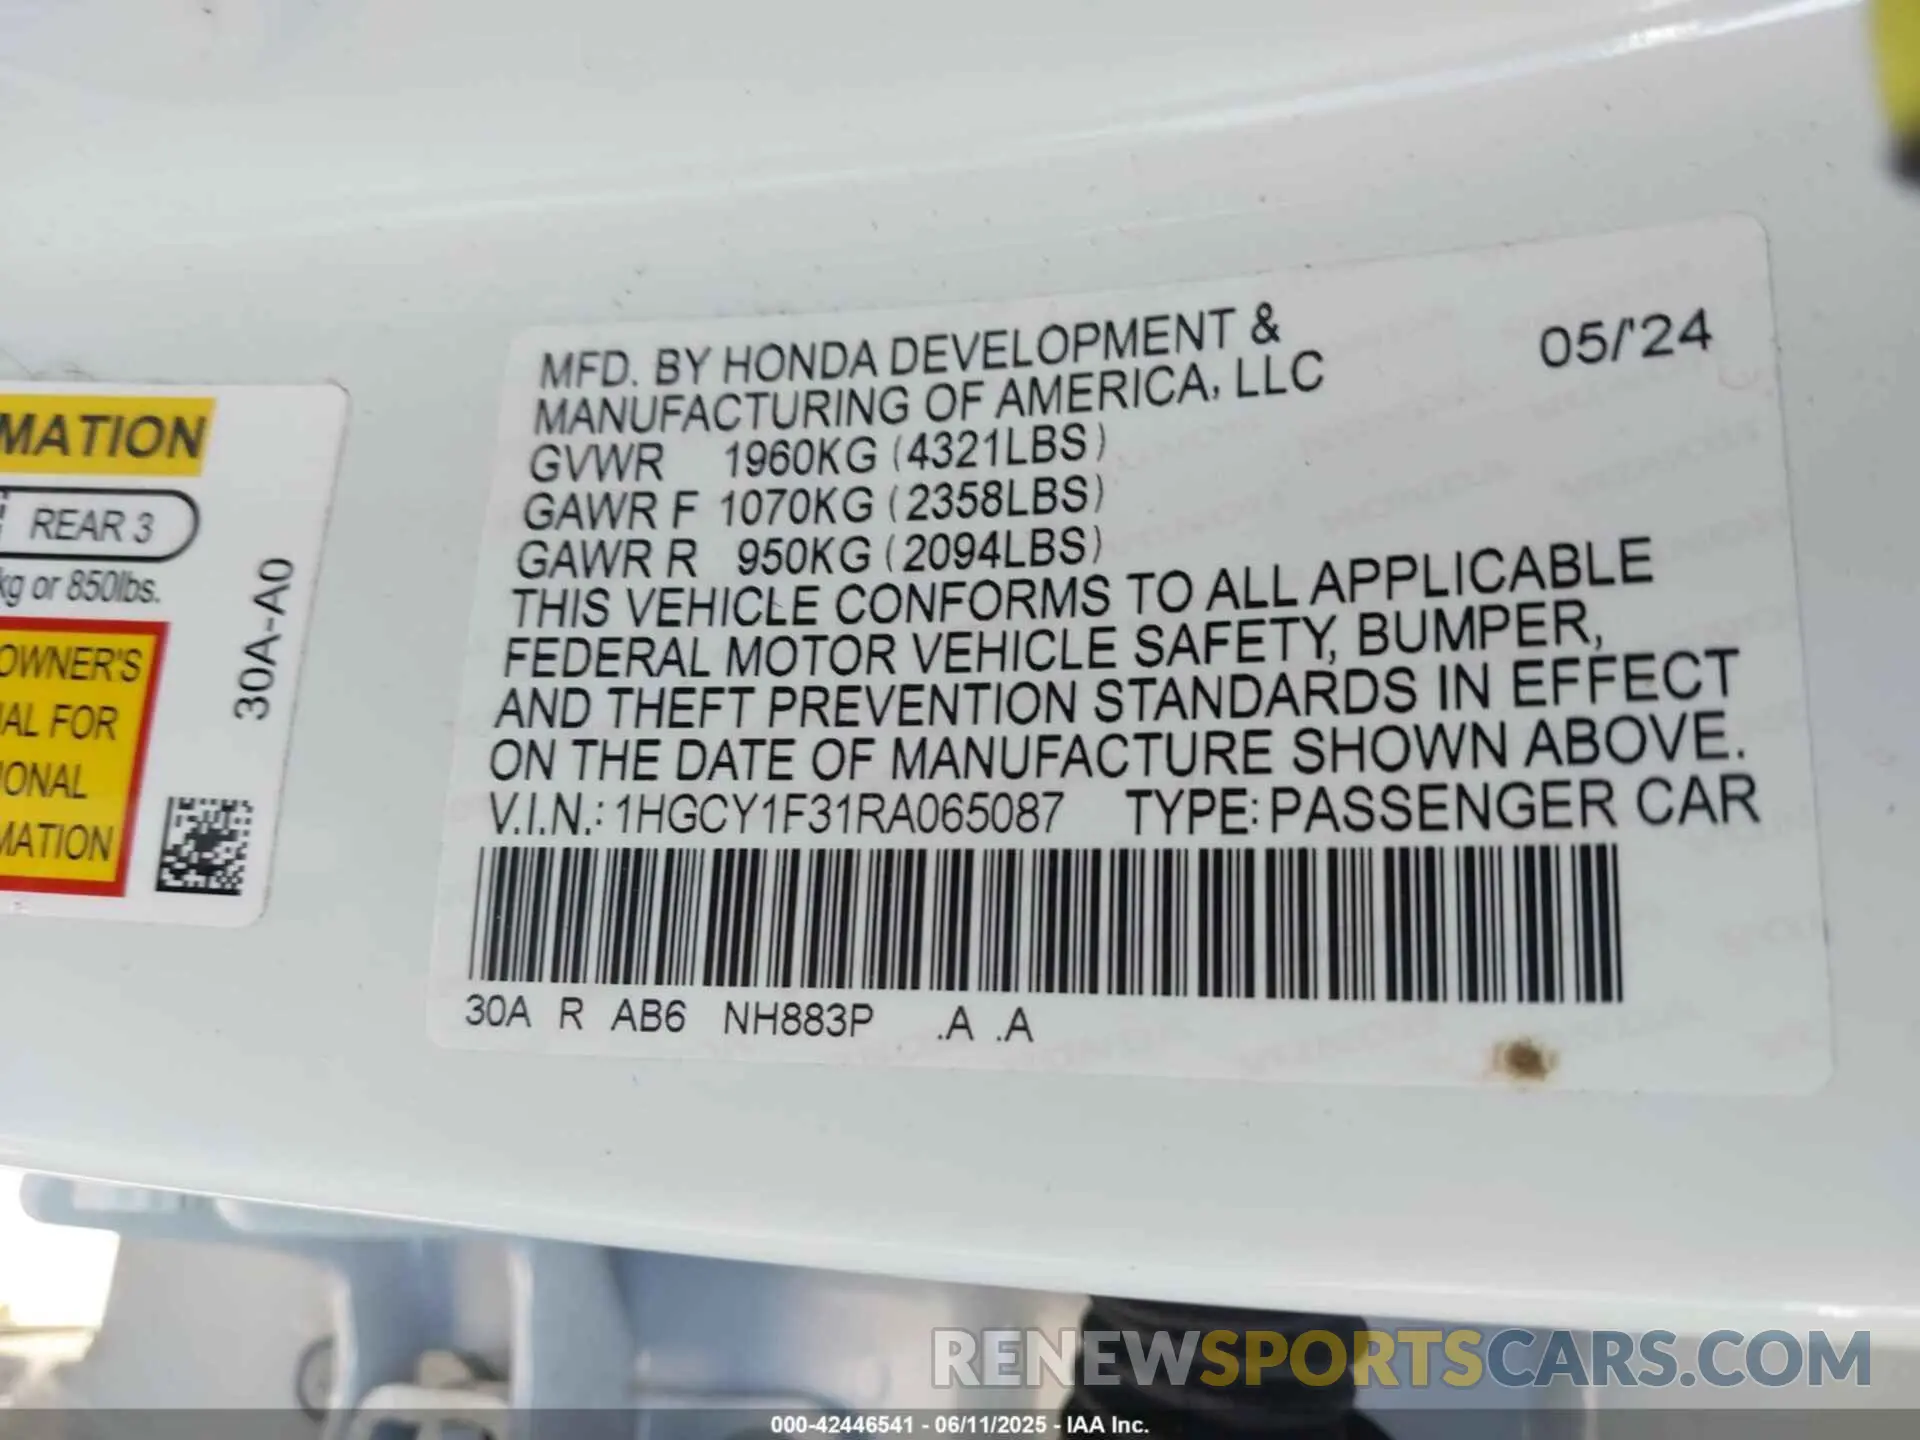 MATION
REAR 3
kg or 850lbs.
OWNER'S
AL FOR
IONAL
MATION
30A-A0
MFD. BY HONDA DEVELOPMENT &
MANUFACTURING OF AMERICA, LLC
05/'24
GVWR 1960KG (4321LBS)
GAWR F 1070KG (2358LBS)
GAWR R 950KG (2094LBS)
THIS VEHICLE CONFORMS TO ALL APPLICABLE
FEDERAL MOTOR VEHICLE SAFETY, BUMPER,
AND THEFT PREVENTION STANDARDS IN EFFECT
ON THE DATE OF MANUFACTURE SHOWN ABOVE.
V.I.N.: 1HGCY1F31RA065087 TYPE: PASSENGER CAR
30A R AB6 NH883P .A .A
RENEWSPORTSCARS.COM
000-42446541 - 06/11/2025 - IAA Inc.